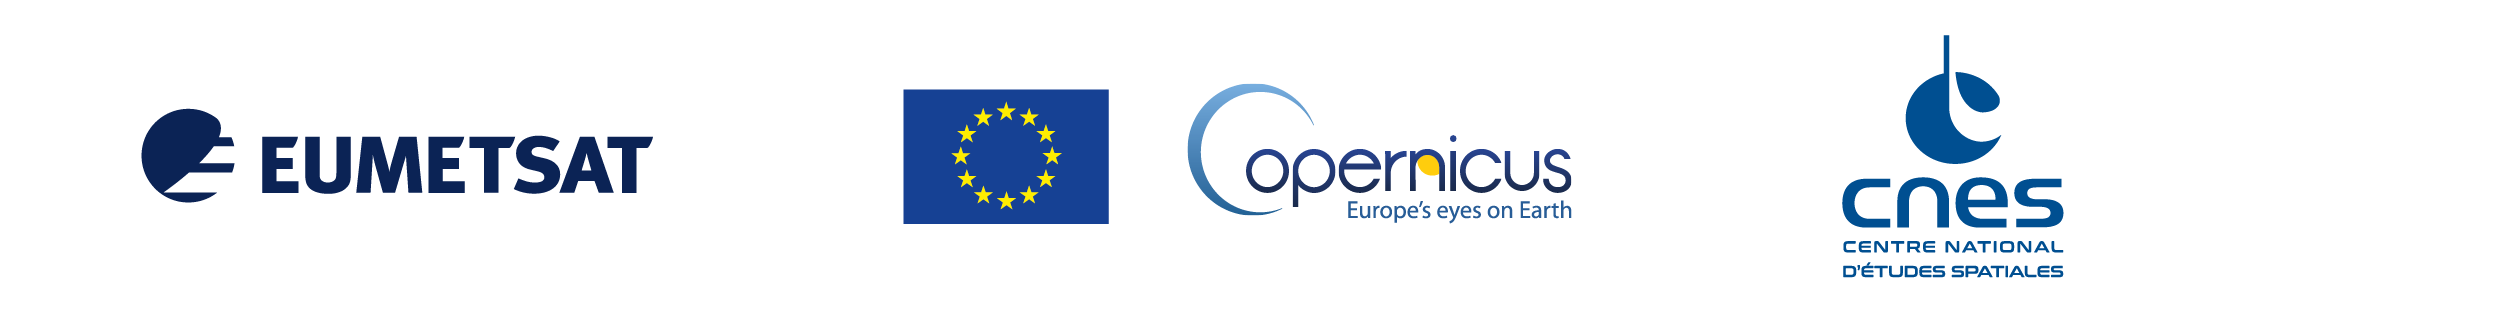 EUMETSAT
opernicus
Europe's eyes on Earth
cnes
CENTRE NATIONAL
D'ÉTUDES SPATIALES